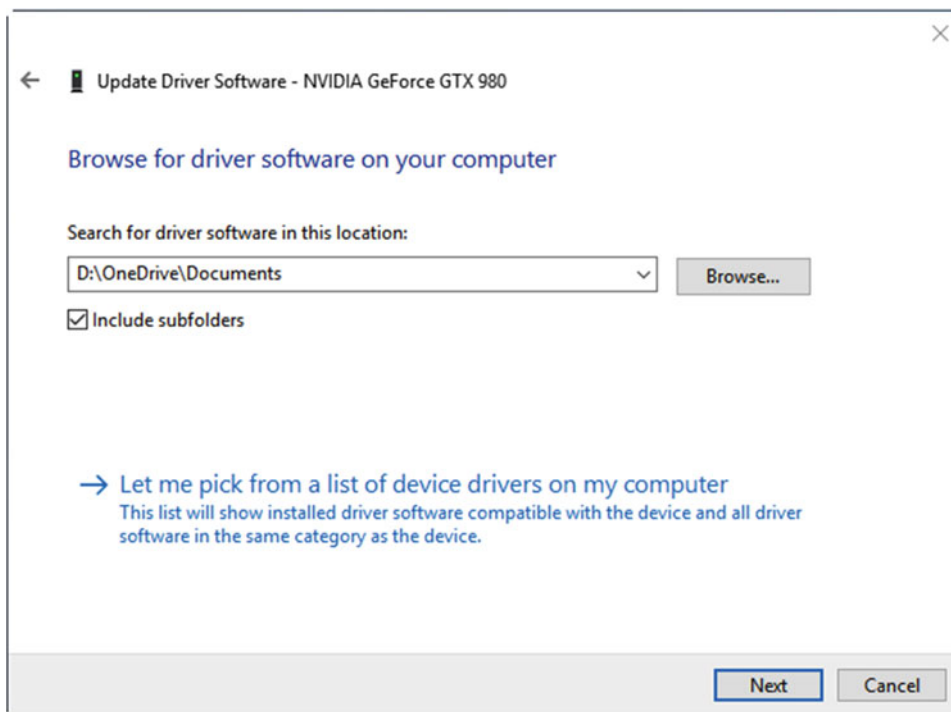 Update Driver Software - NVIDIA GeForce GTX 980
Browse for driver software on your computer
Search for driver software in this location:
D:\OneDrive\Documents
Browse...
Include subfolders
Let me pick from a list of device drivers on my computer
This list will show installed driver software compatible with the device and all driver
software in the same category as the device.
Next
Cancel